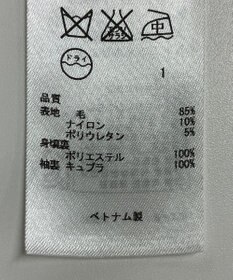 中
ドライ
1
品質
表地 毛 85%
ナイロン 10%
ポリウレタン 5%
身頃裏
ポリエステル 100%
袖裏 キュプラ 100%
ベトナム製